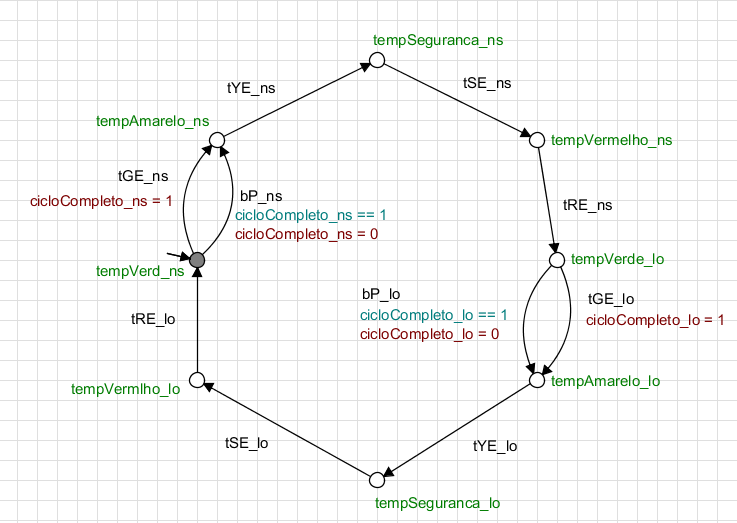 tempSeguranca_ns
tYE_ns
tSE_ns
tempAmarelo_ns
tempVermelho_ns
tGE_ns
cicloCompleto_ns = 1
bP_ns
cicloCompleto_ns == 1
cicloCompleto_ns = 0
tRE_ns
tempVerd_ns
tempVerde_lo
bP_lo
cicloCompleto_lo == 1
cicloCompleto_lo = 0
tGE_lo
cicloCompleto_lo = 1
tRE_lo
tempVermlho_lo
tempAmarelo_lo
tSE_lo
tYE_lo
tempSeguranca_lo